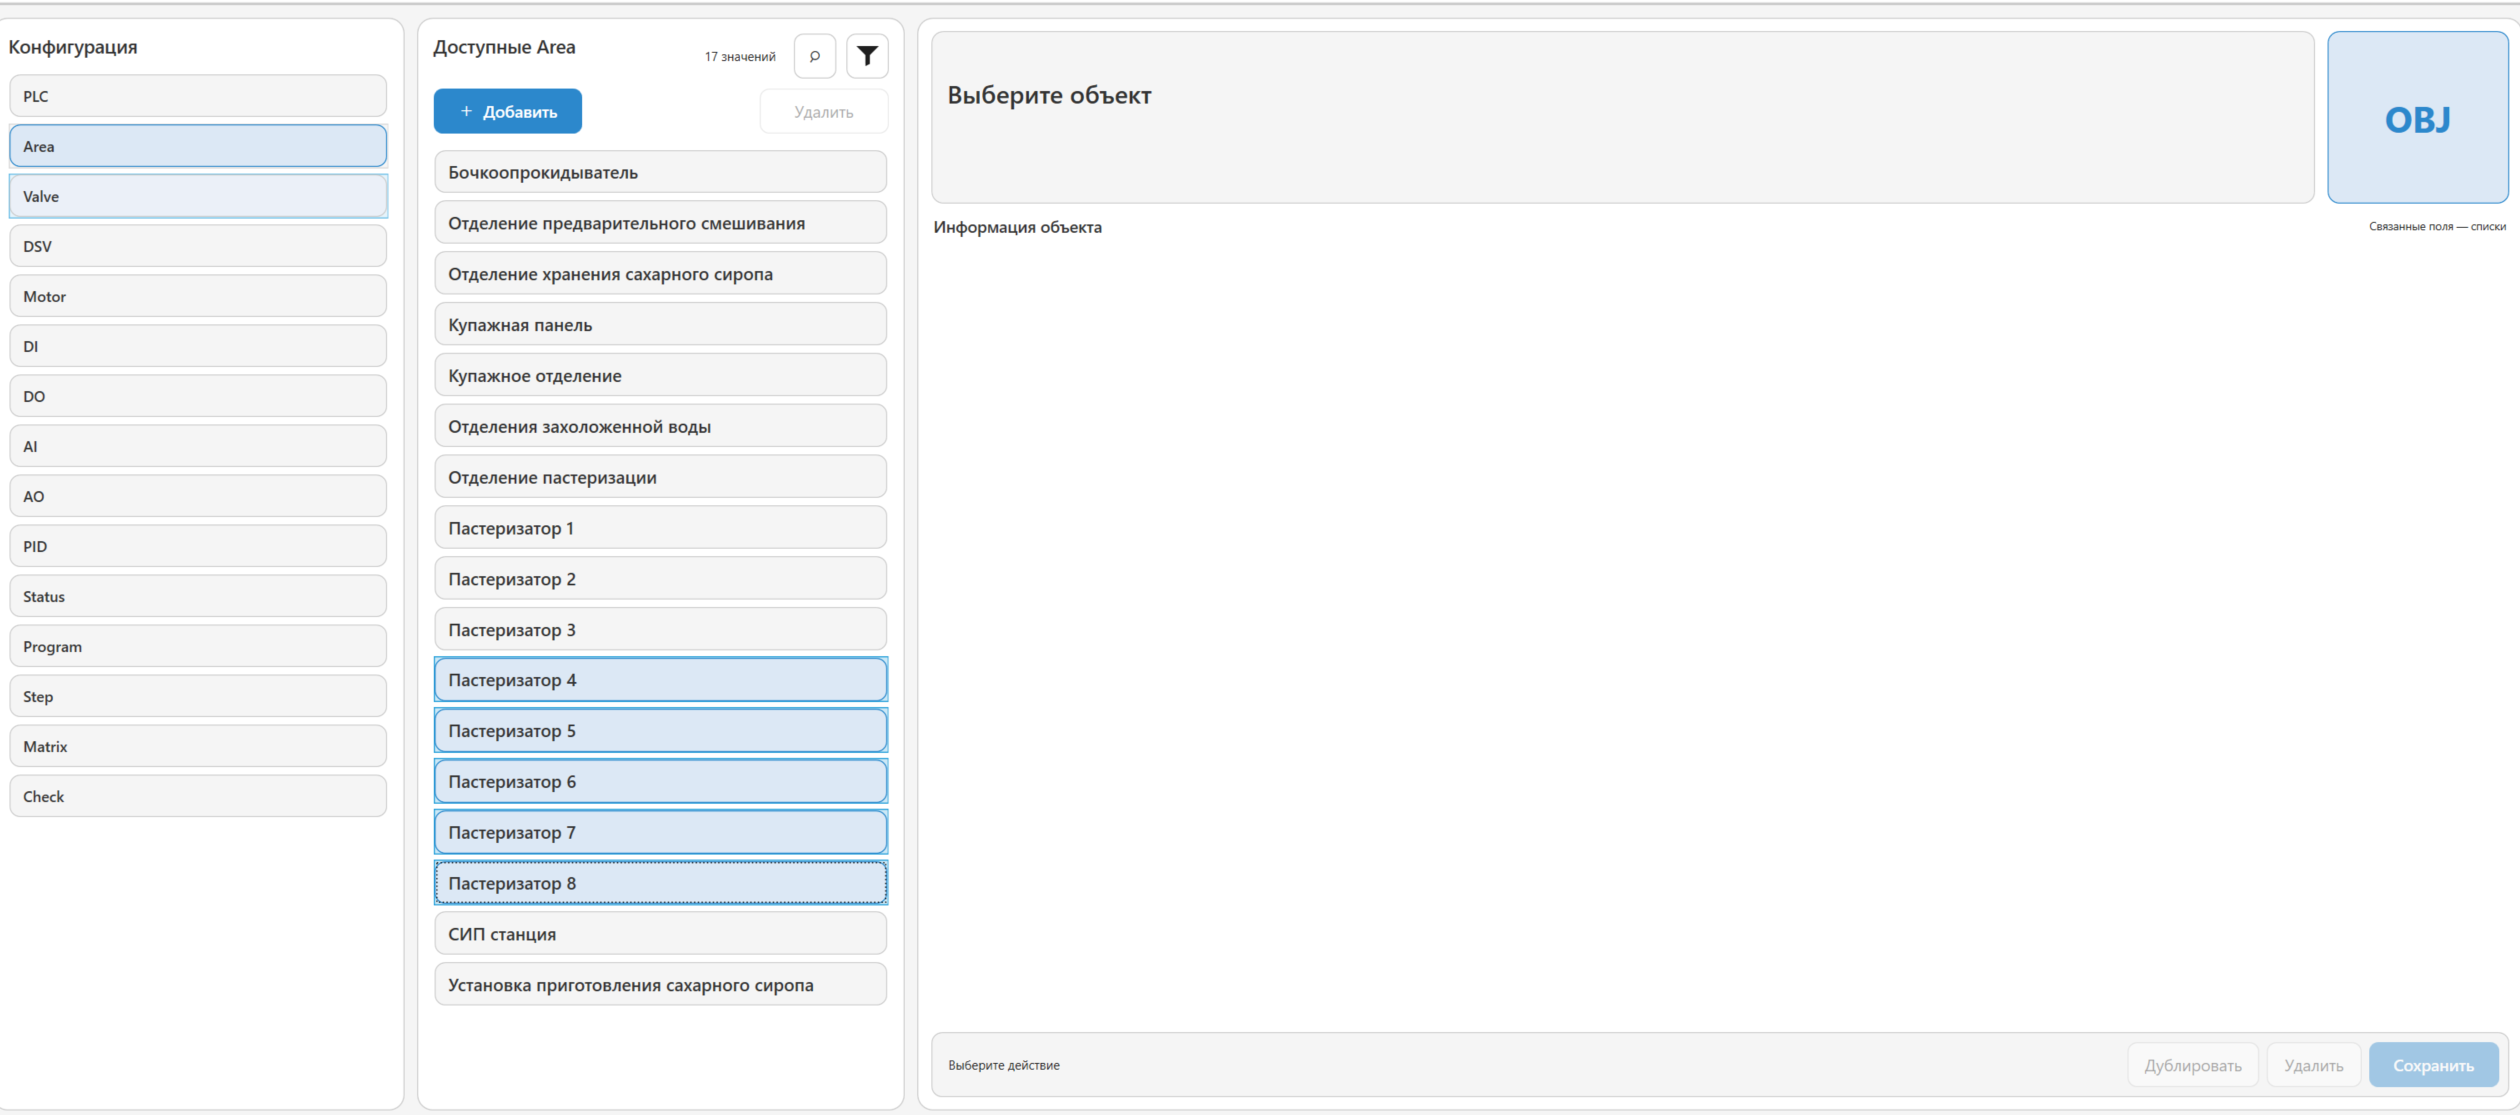 Конфигурация
PLC
Area
Valve
DSV
Motor
DI
DO
AI
AO
PID
Status
Program
Step
Matrix
Check
Доступные Area
17 значений
+ Добавить
Удалить
Бочкоопрокидыватель
Отделение предварительного смешивания
Отделение хранения сахарного сиропа
Купажная панель
Купажное отделение
Отделения захоложенной воды
Отделение пастеризации
Пастеризатор 1
Пастеризатор 2
Пастеризатор 3
Пастеризатор 4
Пастеризатор 5
Пастеризатор 6
Пастеризатор 7
Пастеризатор 8
СИП станция
Установка приготовления сахарного сиропа
Выберите объект
OBJ
Информация объекта
Связанные поля — списки
Выберите действие
Дублировать
Удалить
Сохранить